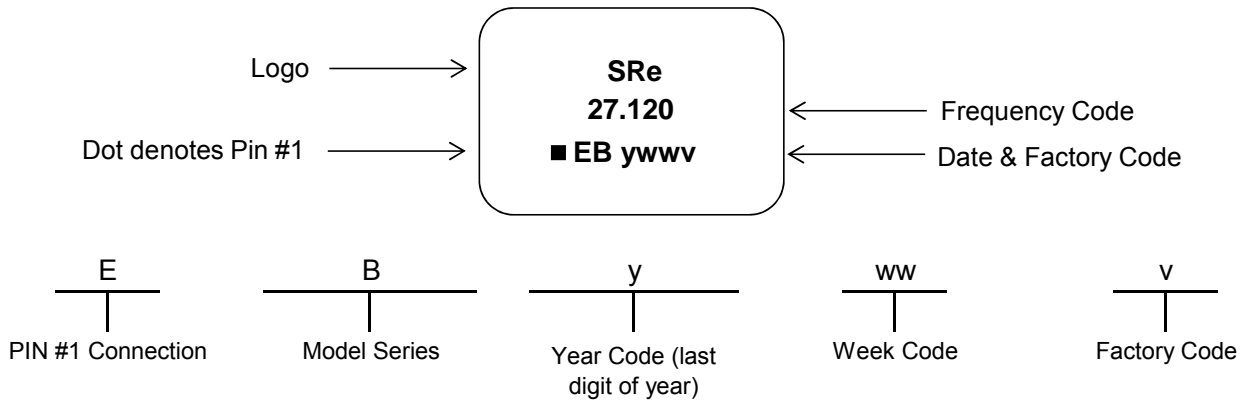 SRe
Logo
27.120
Frequency Code
Dot denotes Pin #1
■ EB ywwv
Date & Factory Code
E
B
y
ww
v
PIN #1 Connection
Model Series
Year Code (last
digit of year)
Week Code
Factory Code